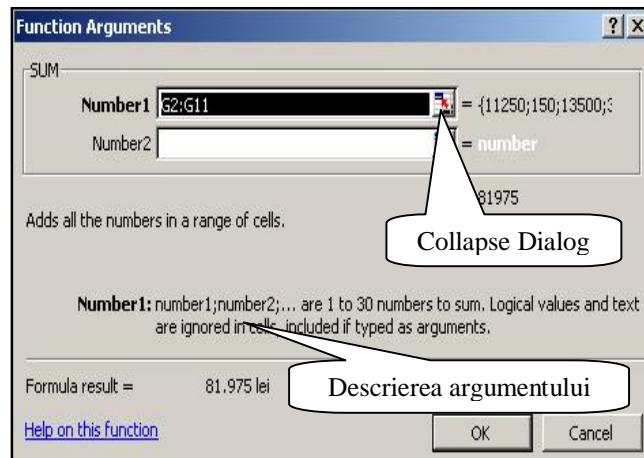 Function Arguments
SUM
Number1 G2:G11 = {11250;150;13500;3
Number2 = number
81975
Adds all the numbers in a range of cells.
Collapse Dialog
Number1: number1;number2;... are 1 to 30 numbers to sum. Logical values and text
are ignored in cells, included if typed as arguments.
Descrierea argumentului
Formula result = 81.975 lei
Help on this function
OK Cancel